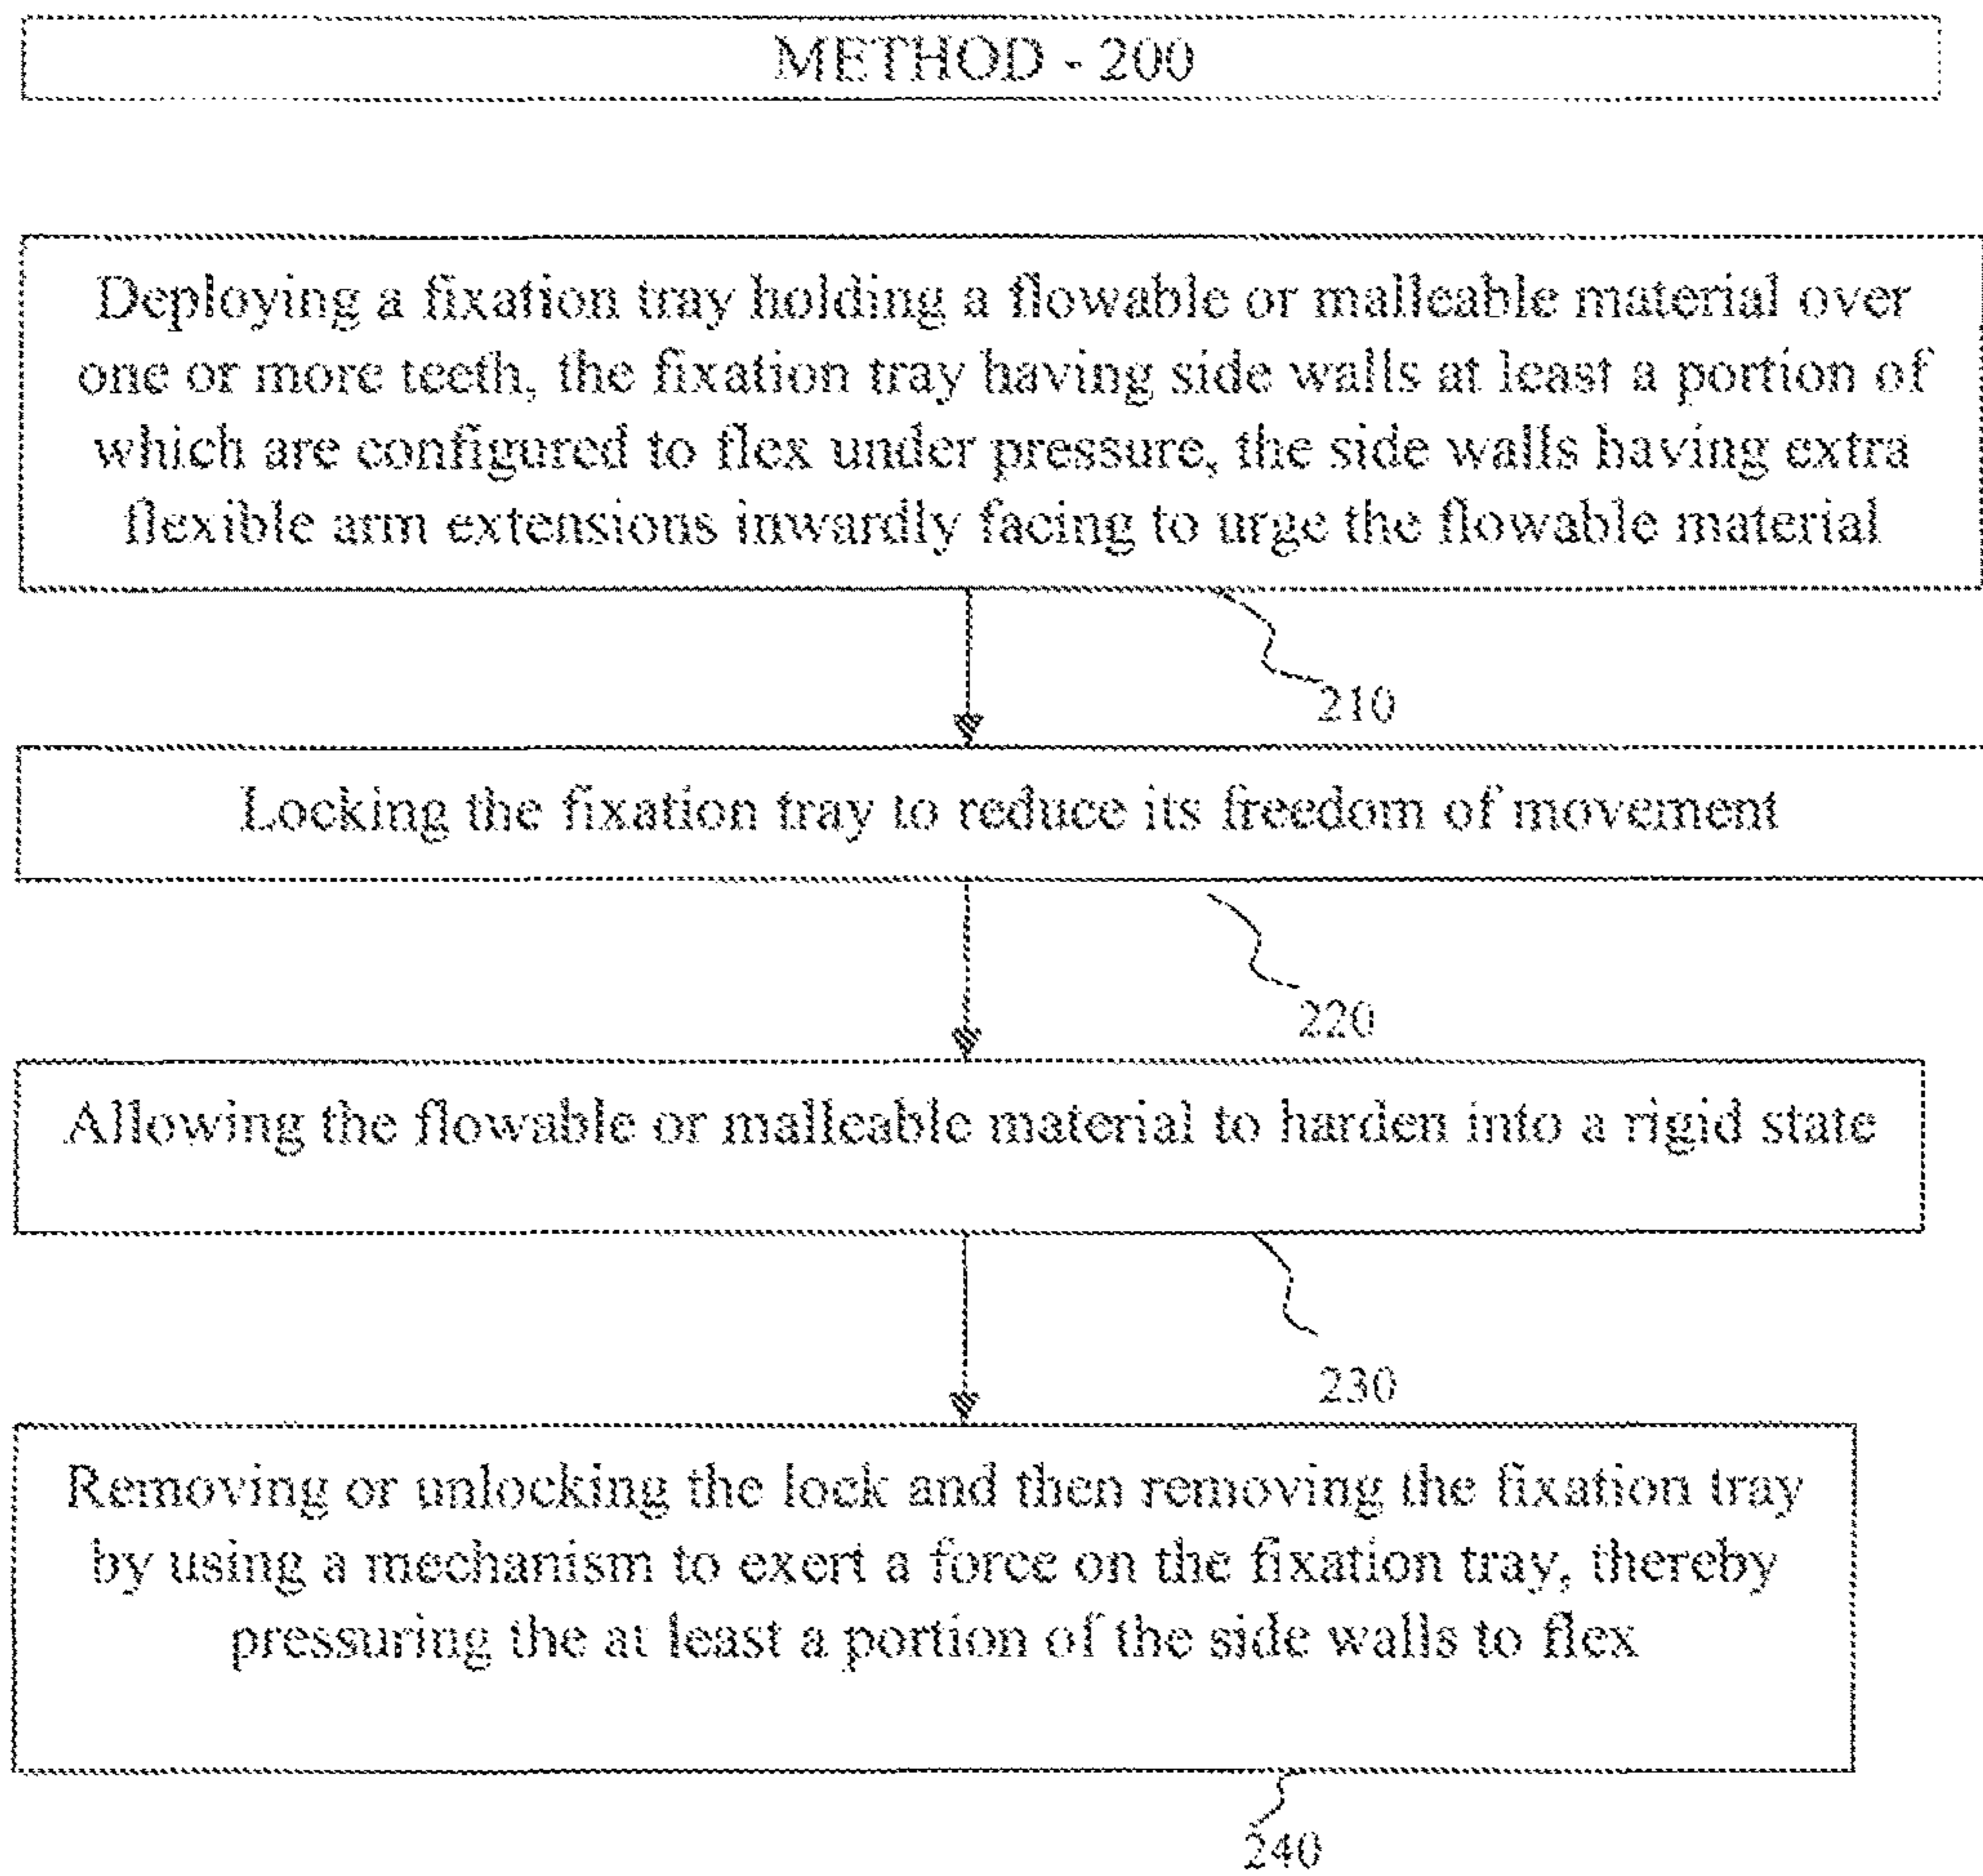 METHOD - 200
Deploying a fixation tray holding a flowable or malleable material over
one or more teeth, the fixation tray having side walls at least a portion of
which are configured to flex under pressure, the side walls having extra
flexible arm extensions inwardly facing to urge the flowable material
210
Locking the fixation tray to reduce its freedom of movement
220
Allowing the flowable or malleable material to harden into a rigid state
230
Removing or unlocking the lock and then removing the fixation tray
by using a mechanism to exert a force on the fixation tray, thereby
pressuring the at least a portion of the side walls to flex
240